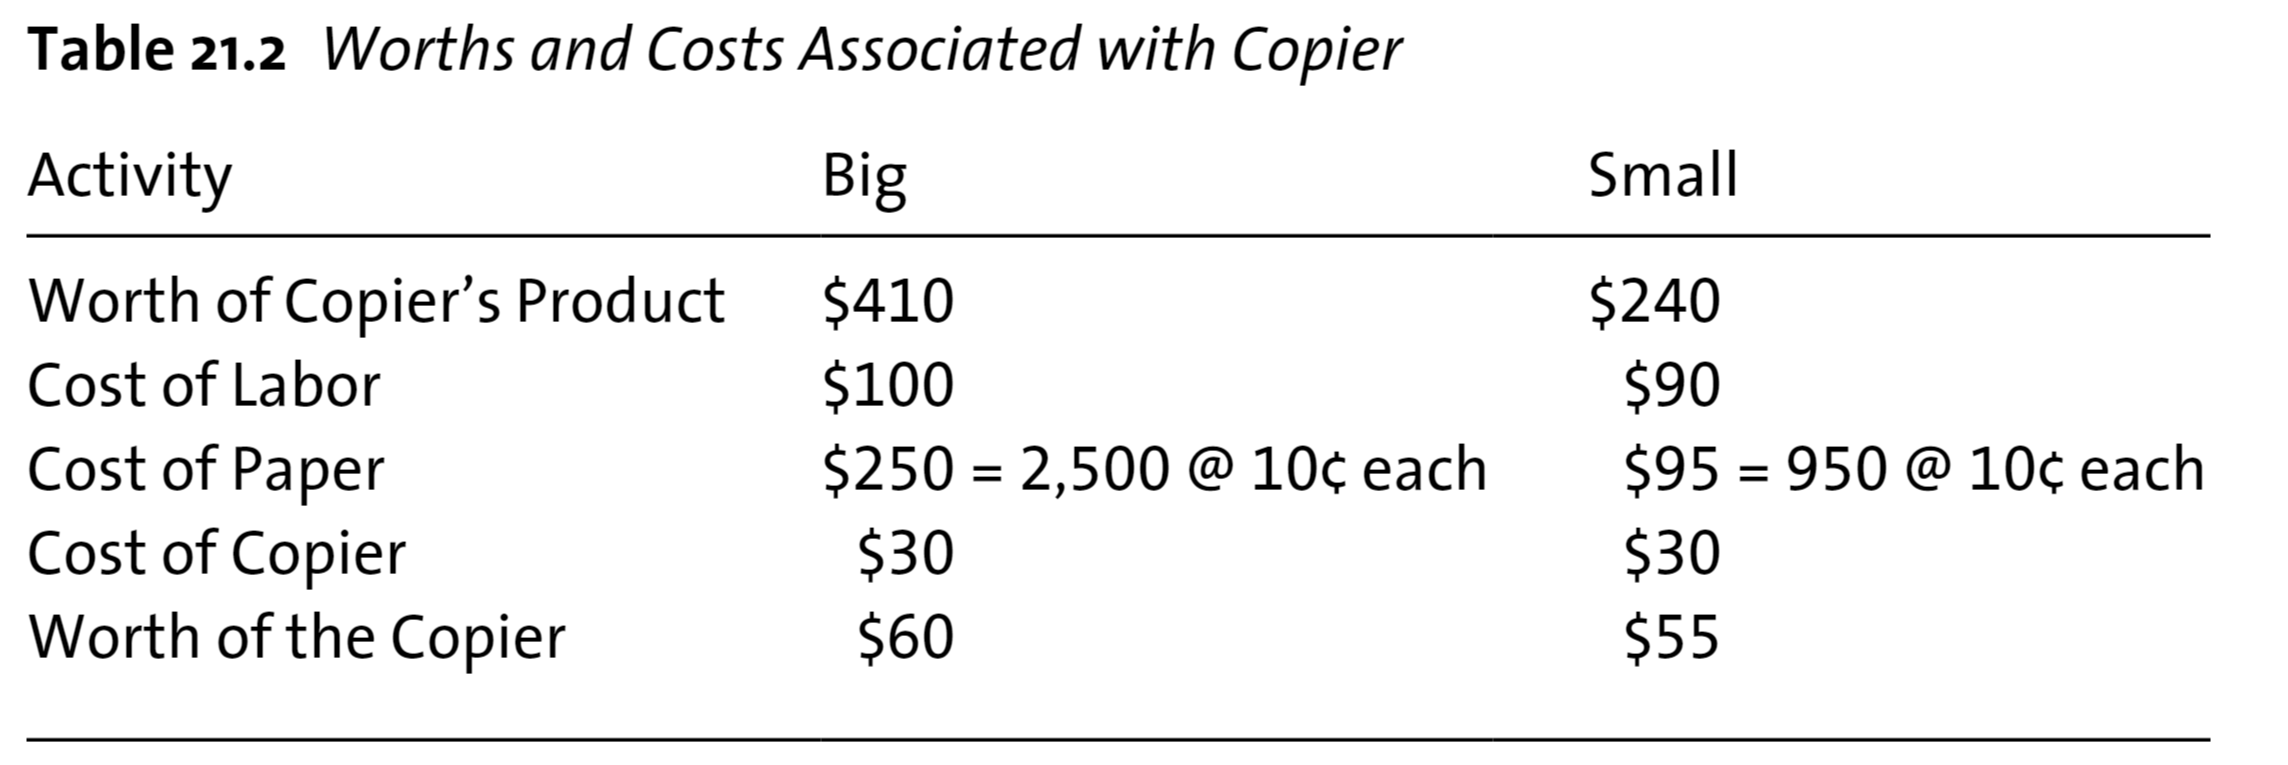 Table 21.2 Worths and Costs Associated with Copier
Activity Big Small
Worth of Copier’s Product $410 $240
Cost of Labor $100 $90
Cost of Paper $250 = 2,500 @ 10¢ each $95 = 950 @ 10¢ each
Cost of Copier $30 $30
Worth of the Copier $60 $55